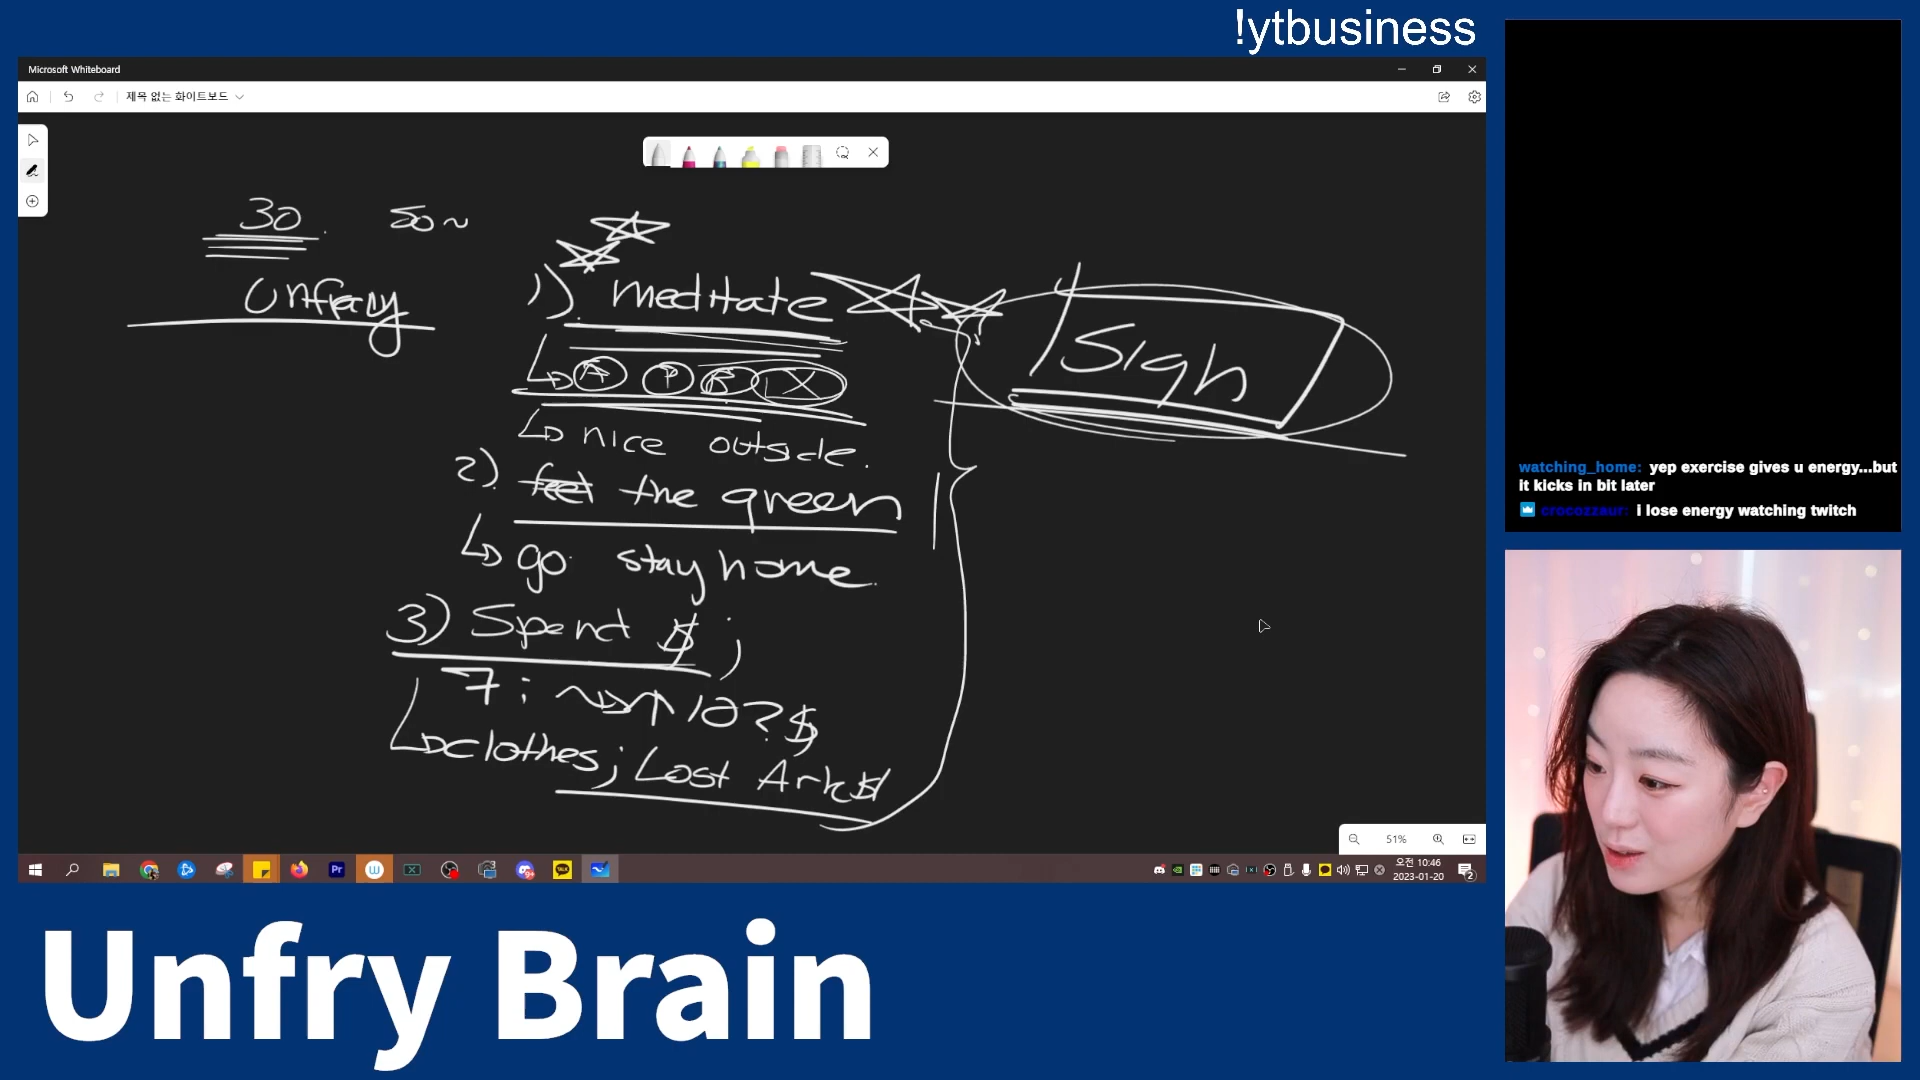 !ytbusiness
Microsoft Whiteboard
제목 없는 화이트보드
30
50~
Unfry
1) meditate
Sigh
A P R X
nice outside.
2) feel the green
go stay home.
3) Spend $;
7: 10? $
clothes; Lost Ark $
watching_home: yep exercise gives u energy...but
it kicks in bit later
crocozzaur: i lose energy watching twitch
51%
오전 10:46
2023-01-20
Unfry Brain